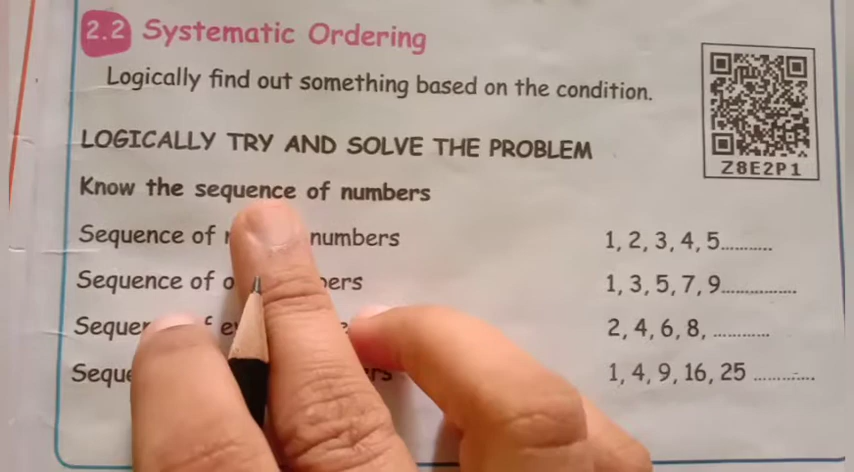 2.2 Systematic Ordering
Logically find out something based on the condition.
LOGICALLY TRY AND SOLVE THE PROBLEM
Z8E2P1
Know the sequence of numbers
Sequence of numbers 1, 2, 3, 4, 5..........
Sequence of 1, 3, 5, 7, 9...............
2, 4, 6, 8, ...........
1, 4, 9, 16, 25 ............